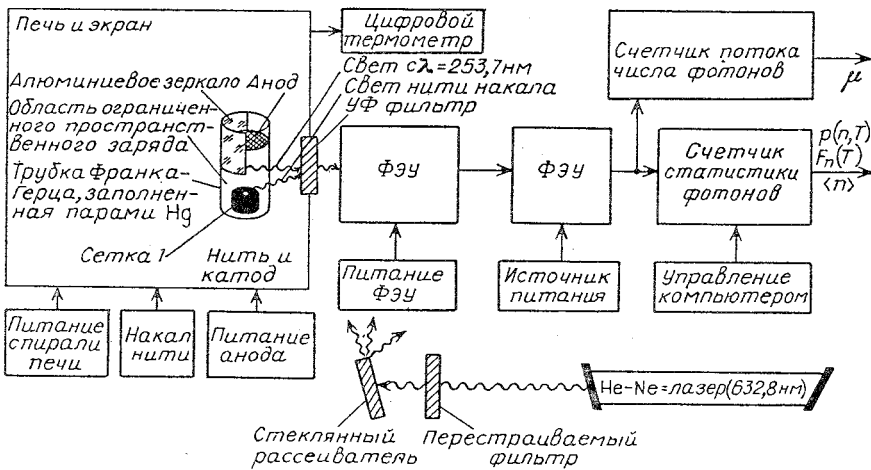 Печь и экран
Цифровой
термометр
Свет с λ=253,7нм
Свет нити накала
УФ фильтр
Счетчик потока
числа фотонов
μ
Алюминиевое зеркало Анод
Область ограничен-
ного пространст-
венного заряда
Трубка Франка-
Герца, заполнен-
ная парами Hg
Сетка 1
Нить и
катод
ФЭУ
ФЭУ
Счетчик
статистики
фотонов
p(n,T)
Fn(T)
⟨n⟩
Питание
спирали
печи
Накал
нити
Питание
анода
Питание
ФЭУ
Источник
питания
Управление
компьютером
He-Ne=лазер(632,8нм)
Стеклянный
рассеиватель
Перестраиваемый
фильтр